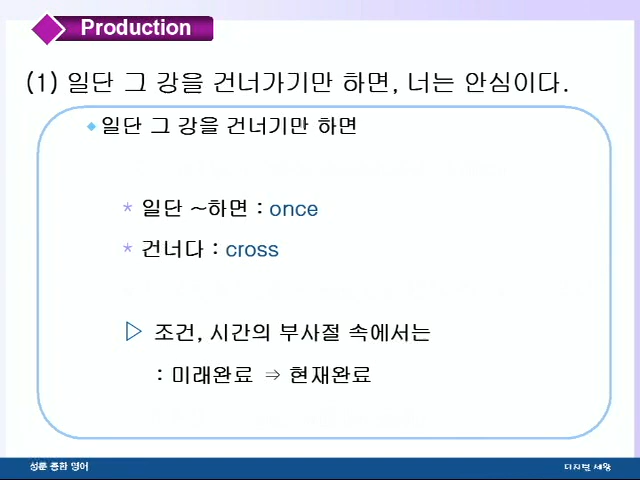 Production
(1) 일단 그 강을 건너가기만 하면, 너는 안심이다.
일단 그 강을 건너기만 하면
* 일단 ~하면 : once
* 건너다 : cross
▷ 조건, 시간의 부사절 속에서는
: 미래완료 ⇒ 현재완료
성문 종합 영어
디지털 세왕